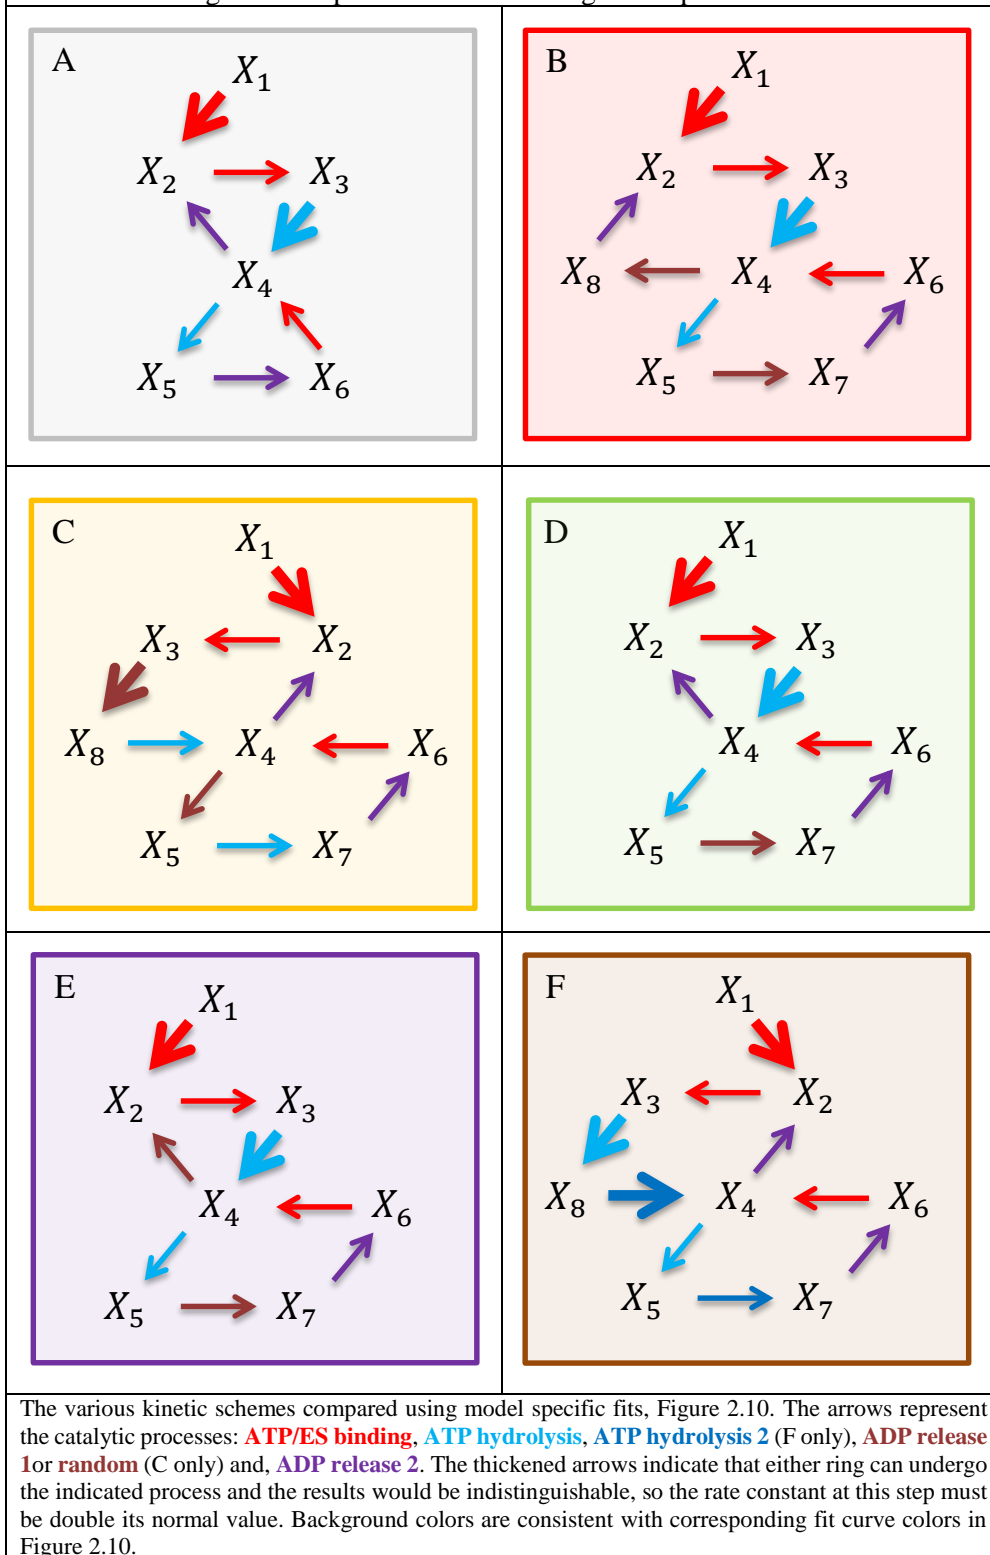 A
X₁
X₂ X₃
X₄
X₅ X₆
B
X₁
X₂ X₃
X₈ X₄ X₆
X₅ X₇
C
X₁
X₃ X₂
X₈ X₄ X₆
X₅ X₇
D
X₁
X₂ X₃
X₄ X₆
X₅ X₇
E
X₁
X₂ X₃
X₄ X₆
X₅ X₇
F
X₁
X₃ X₂
X₈ X₄ X₆
X₅ X₇
The various kinetic schemes compared using model specific fits, Figure 2.10. The arrows represent
the catalytic processes: ATP/ES binding, ATP hydrolysis, ATP hydrolysis 2 (F only), ADP release
1or random (C only) and, ADP release 2. The thickened arrows indicate that either ring can undergo
the indicated process and the results would be indistinguishable, so the rate constant at this step must
be double its normal value. Background colors are consistent with corresponding fit curve colors in
Figure 2.10.